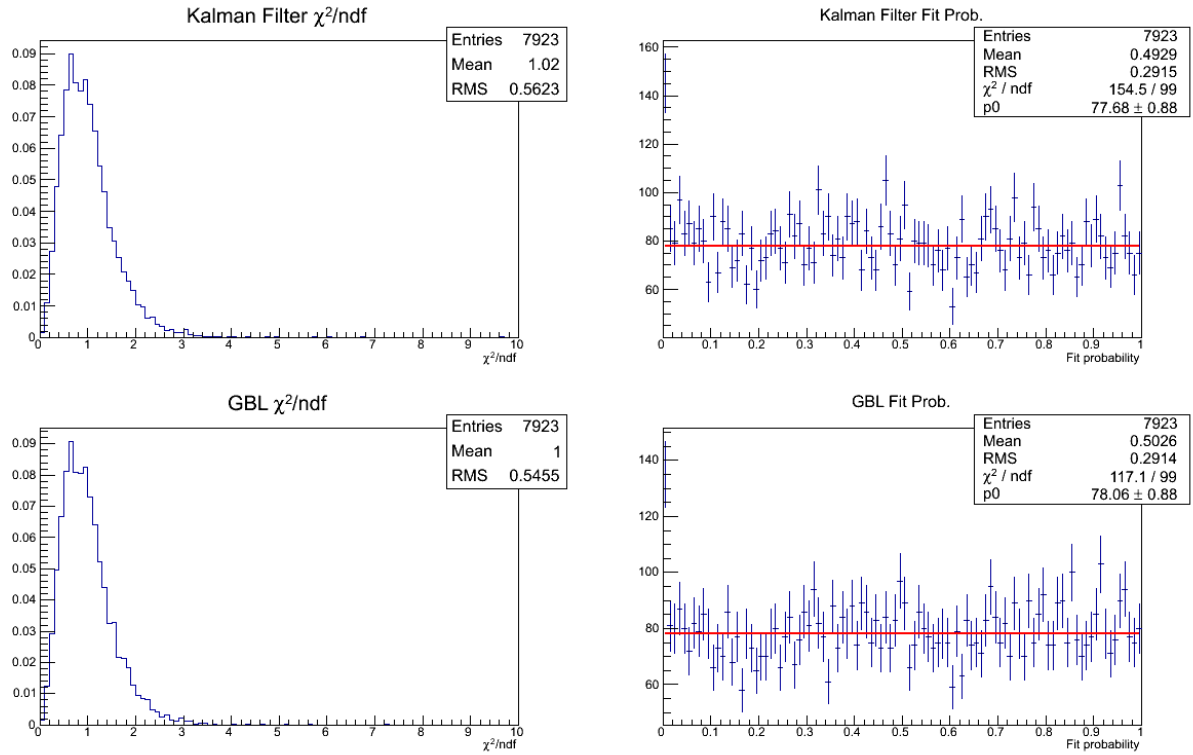 Kalman Filter χ²/ndf
Entries 7923
Mean 1.02
RMS 0.5623
0.09
0.08
0.07
0.06
0.05
0.04
0.03
0.02
0.01
0
0 1 2 3 4 5 6 7 8 9 10
χ²/ndf
Kalman Filter Fit Prob.
Entries 7923
Mean 0.4929
RMS 0.2915
χ² / ndf 154.5 / 99
p0 77.68 ± 0.88
160
140
120
100
80
60
0 0.1 0.2 0.3 0.4 0.5 0.6 0.7 0.8 0.9 1
Fit probability
GBL χ²/ndf
Entries 7923
Mean 1
RMS 0.5455
0.09
0.08
0.07
0.06
0.05
0.04
0.03
0.02
0.01
0
0 1 2 3 4 5 6 7 8 9 10
χ²/ndf
GBL Fit Prob.
Entries 7923
Mean 0.5026
RMS 0.2914
χ² / ndf 117.1 / 99
p0 78.06 ± 0.88
140
120
100
80
60
0 0.1 0.2 0.3 0.4 0.5 0.6 0.7 0.8 0.9 1
Fit probability